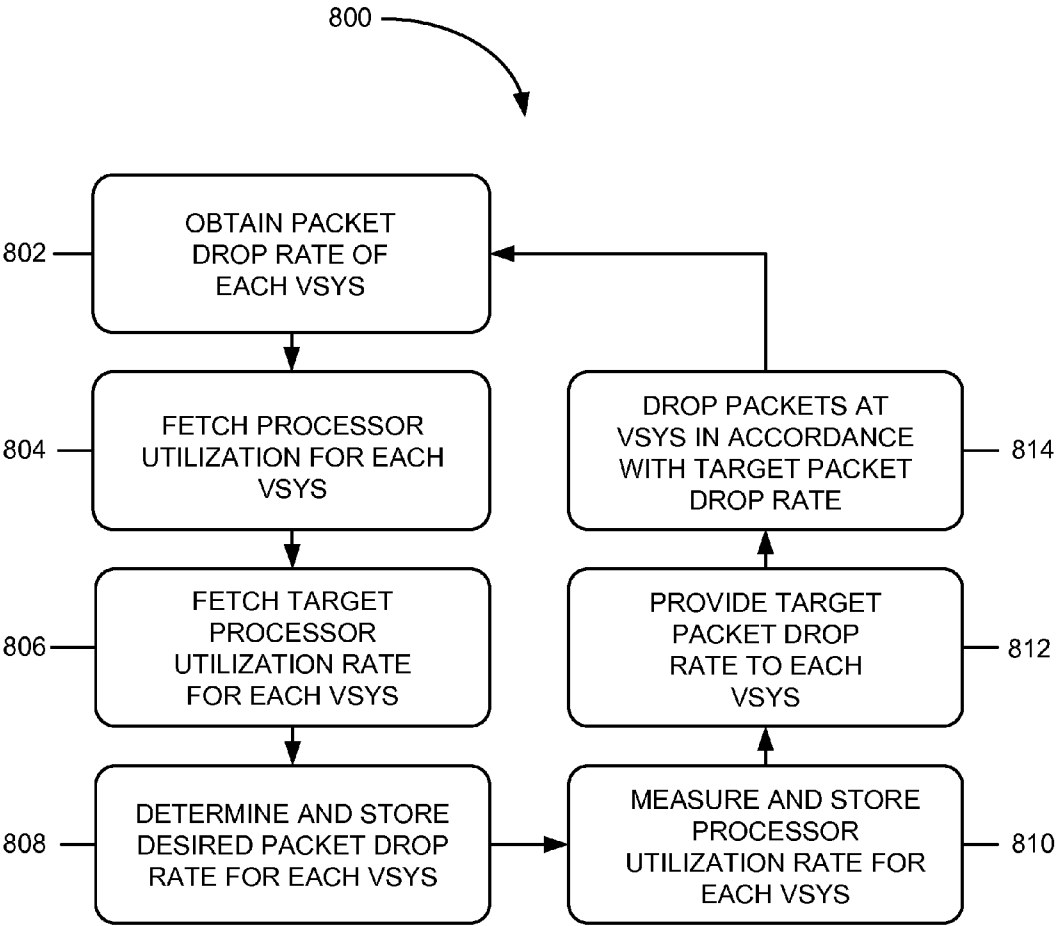 800
OBTAIN PACKET
DROP RATE OF
EACH VSYS
802
FETCH PROCESSOR
UTILIZATION FOR EACH
VSYS
804
FETCH TARGET
PROCESSOR
UTILIZATION RATE
FOR EACH VSYS
806
DETERMINE AND STORE
DESIRED PACKET DROP
RATE FOR EACH VSYS
808
MEASURE AND STORE
PROCESSOR
UTILIZATION RATE FOR
EACH VSYS
810
PROVIDE TARGET
PACKET DROP
RATE TO EACH
VSYS
812
DROP PACKETS AT
VSYS IN ACCORDANCE
WITH TARGET PACKET
DROP RATE
814